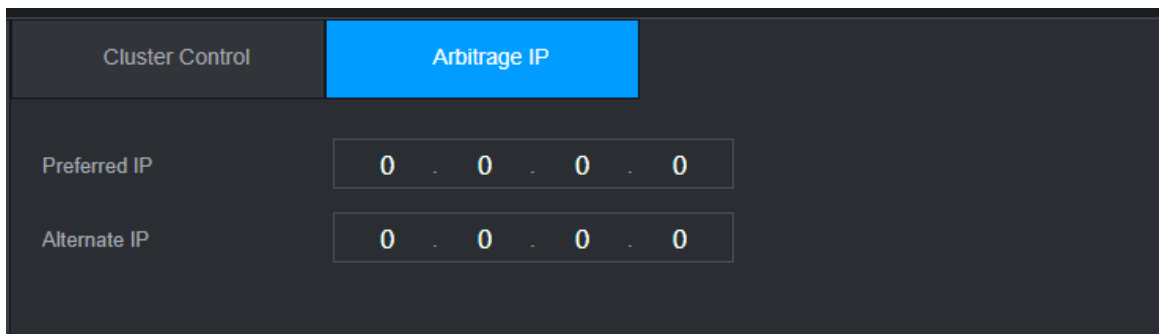 Cluster Control Arbitrage IP
Preferred IP 0 . 0 . 0 . 0
Alternate IP 0 . 0 . 0 . 0